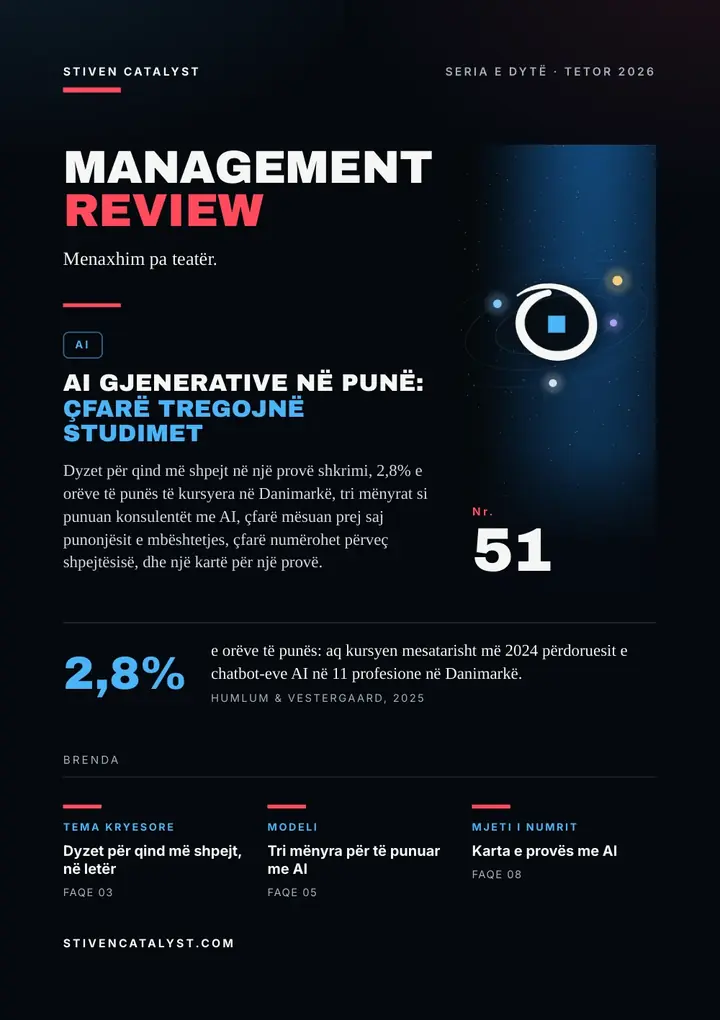 STIVEN CATALYST
SERIA E DYTË · TETOR 2026
MANAGEMENT
REVIEW
Menaxhim pa teatër.
AI
AI GJENERATIVE NË PUNË:
ÇFARË TREGOJNË
STUDIMET
Dyzet për qind më shpejt në një provë shkrimi, 2,8% e
orëve të punës të kursyera në Danimarkë, tri mënyrat si
punuan konsulentët me AI, çfarë mësuan prej saj
punonjësit e mbështetjes, çfarë numërohet përveç
shpejtësisë, dhe një kartë për një provë.
Nr.
51
2,8%
e orëve të punës: aq kursyen mesatarisht më 2024 përdoruesit e
chatbot-eve AI në 11 profesione në Danimarkë.
HUMLUM & VESTERGAARD, 2025
BRENDA
TEMA KRYESORE
Dyzet për qind më shpejt,
në letër
FAQE 03
MODELI
Tri mënyra për të punuar
me AI
FAQE 05
MJETI I NUMRIT
Karta e provës me AI
FAQE 08
STIVENCATALYST.COM